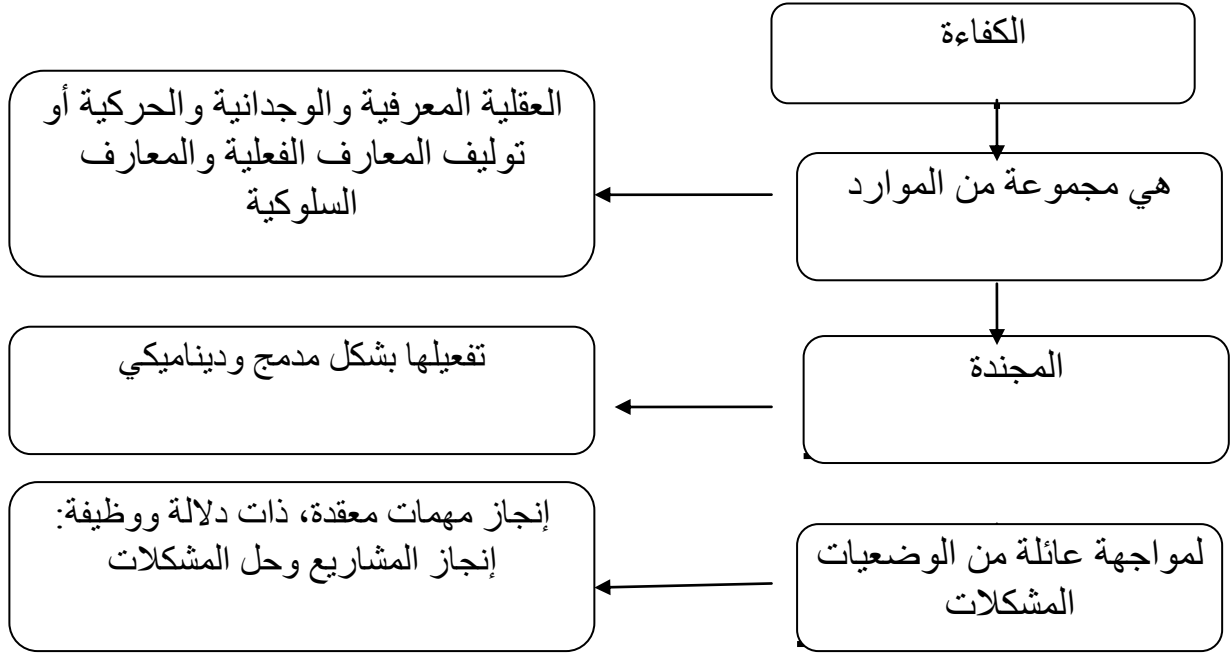 الكفاءة
هي مجموعة من الموارد
العقلية المعرفية والوجدانية والحركية أو
توليف المعارف الفعلية والمعارف
السلوكية
المجندة
تفعيلها بشكل مدمج وديناميكي
لمواجهة عائلة من الوضعيات
المشكلات
إنجاز مهمات معقدة، ذات دلالة ووظيفة:
إنجاز المشاريع وحل المشكلات